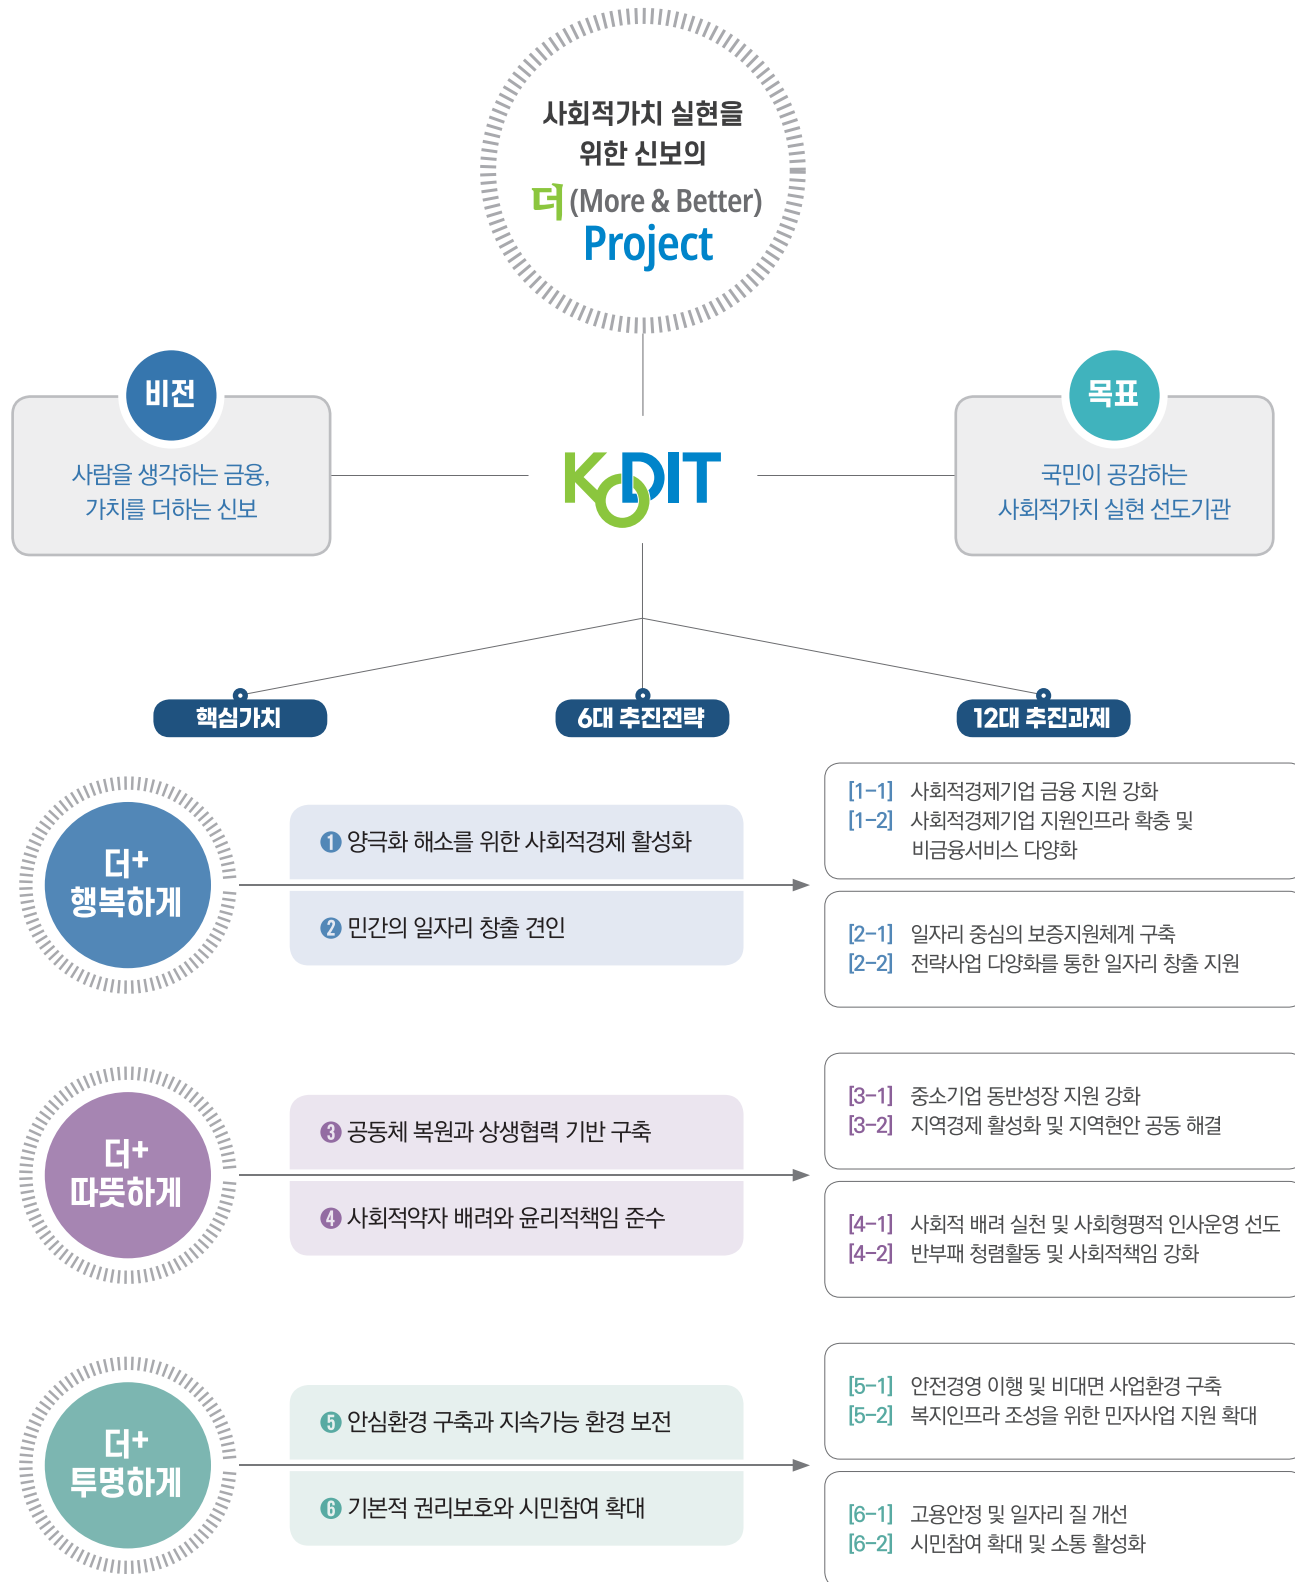 사회적가치 실현을
위한 신보의
더 (More & Better)
Project
비전
사람을 생각하는 금융,
가치를 더하는 신보
KODIT
목표
국민이 공감하는
사회적가치 실현 선도기관
핵심가치
6대 추진전략
12대 추진과제
더+
행복하게
❶ 양극화 해소를 위한 사회적경제 활성화
❷ 민간의 일자리 창출 견인
[1-1] 사회적경제기업 금융 지원 강화
[1-2] 사회적경제기업 지원인프라 확충 및
비금융서비스 다양화
[2-1] 일자리 중심의 보증지원체계 구축
[2-2] 전략사업 다양화를 통한 일자리 창출 지원
더+
따뜻하게
❸ 공동체 복원과 상생협력 기반 구축
❹ 사회적약자 배려와 윤리적책임 준수
[3-1] 중소기업 동반성장 지원 강화
[3-2] 지역경제 활성화 및 지역현안 공동 해결
[4-1] 사회적 배려 실천 및 사회형평적 인사운영 선도
[4-2] 반부패 청렴활동 및 사회적책임 강화
더+
투명하게
❺ 안심환경 구축과 지속가능 환경 보전
❻ 기본적 권리보호와 시민참여 확대
[5-1] 안전경영 이행 및 비대면 사업환경 구축
[5-2] 복지인프라 조성을 위한 민자사업 지원 확대
[6-1] 고용안정 및 일자리 질 개선
[6-2] 시민참여 확대 및 소통 활성화